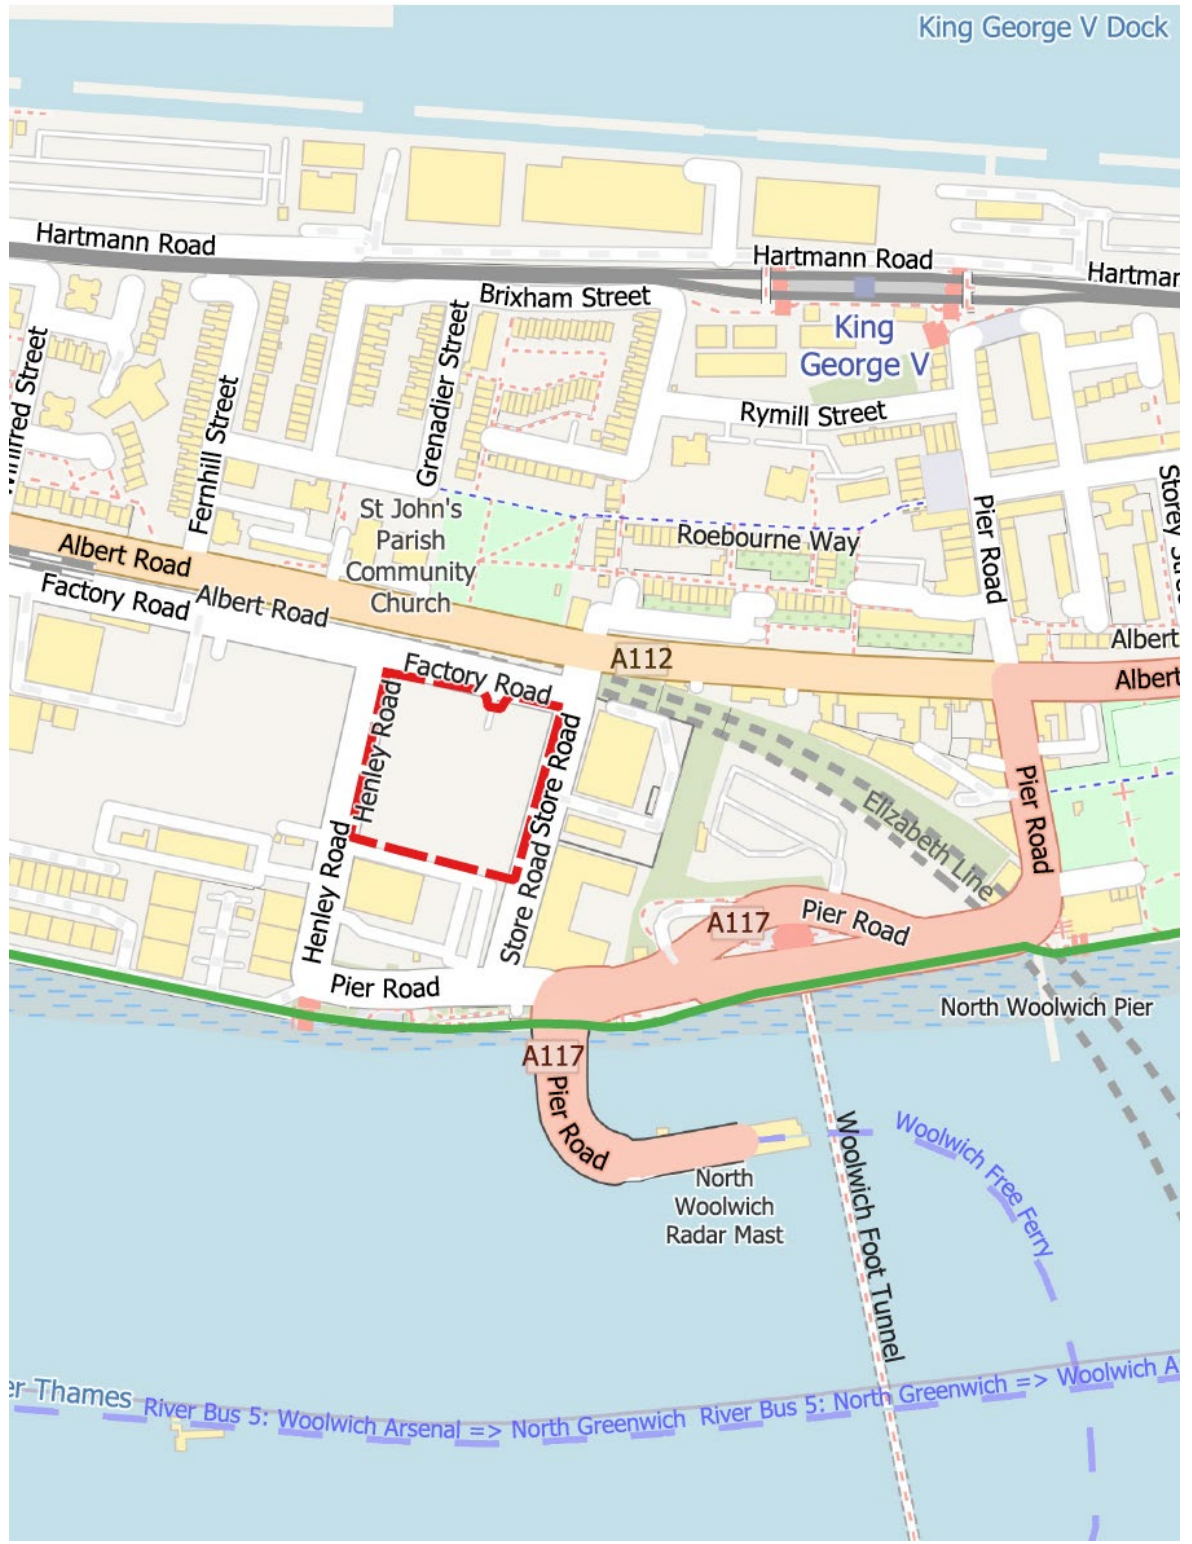 King George V Dock
Hartmann Road
Hartmann Road
Hartmar
Brixham Street
King
George V
Grenadier Street
Rymill Street
Fernhill Street
Pier Road
St John's
Parish
Community
Church
Roebourne Way
Albert Road
Factory Road
Albert Road
A112
Albert
Albert
Factory Road
Henley Road
Store Road
Pier Road
Elizabeth Line
Henley Road
Store Road
A117
Pier Road
Pier Road
North Woolwich Pier
A117
Pier Road
Woolwich Foot Tunnel
Woolwich Free Ferry
North
Woolwich
Radar Mast
er Thames
River Bus 5: Woolwich Arsenal => North Greenwich
River Bus 5: North Greenwich => Woolwich A